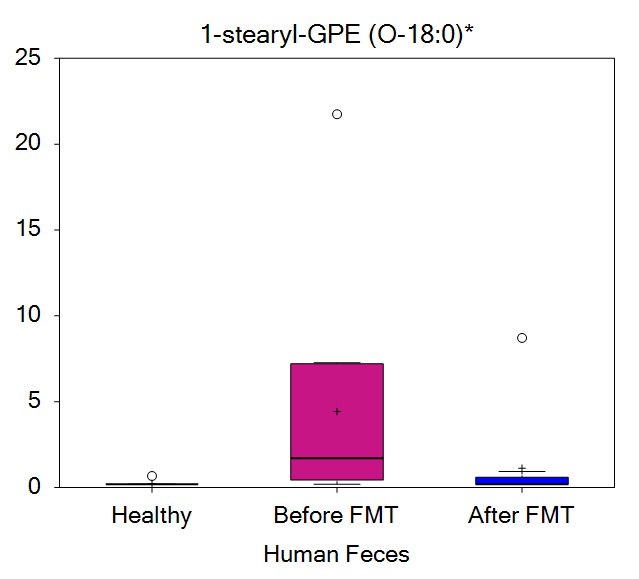 1-stearyl-GPE (O-18:0)*
25
20
15
10
5
0
Healthy
Before FMT
After FMT
Human Feces